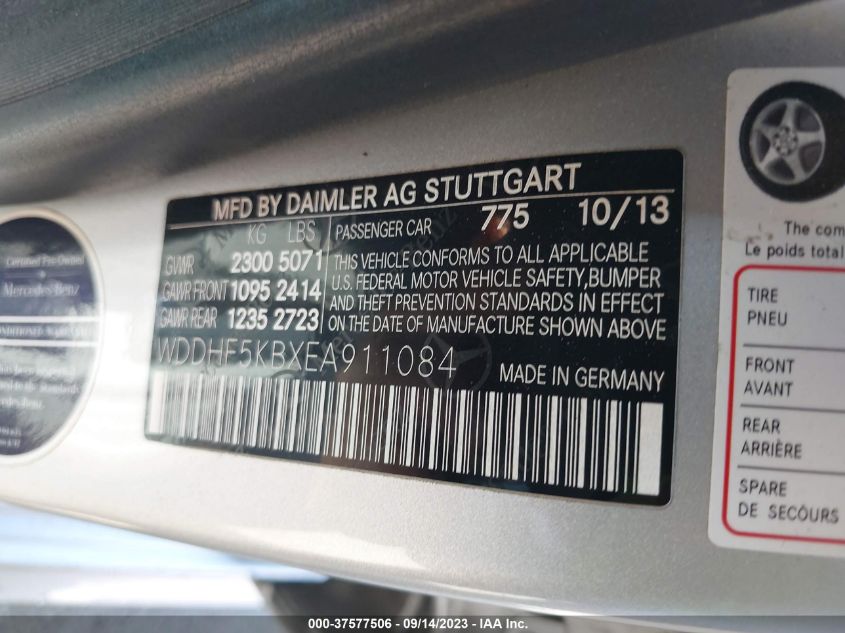 MFD BY DAIMLER AG STUTTGART
KG LBS PASSENGER CAR 775 10/13
GVWR 2300 5071
GAWR FRONT 1095 2414
GAWR REAR 1235 2723
THIS VEHICLE CONFORMS TO ALL APPLICABLE
U.S. FEDERAL MOTOR VEHICLE SAFETY,BUMPER
AND THEFT PREVENTION STANDARDS IN EFFECT
ON THE DATE OF MANUFACTURE SHOWN ABOVE
WDDHF5KBXEA911084
MADE IN GERMANY
Certified Pre-Owned
Mercedes-Benz
The com
Le poids total
TIRE
PNEU
FRONT
AVANT
REAR
ARRIÈRE
SPARE
DE SECOURS
000-37577506 - 09/14/2023 - IAA Inc.